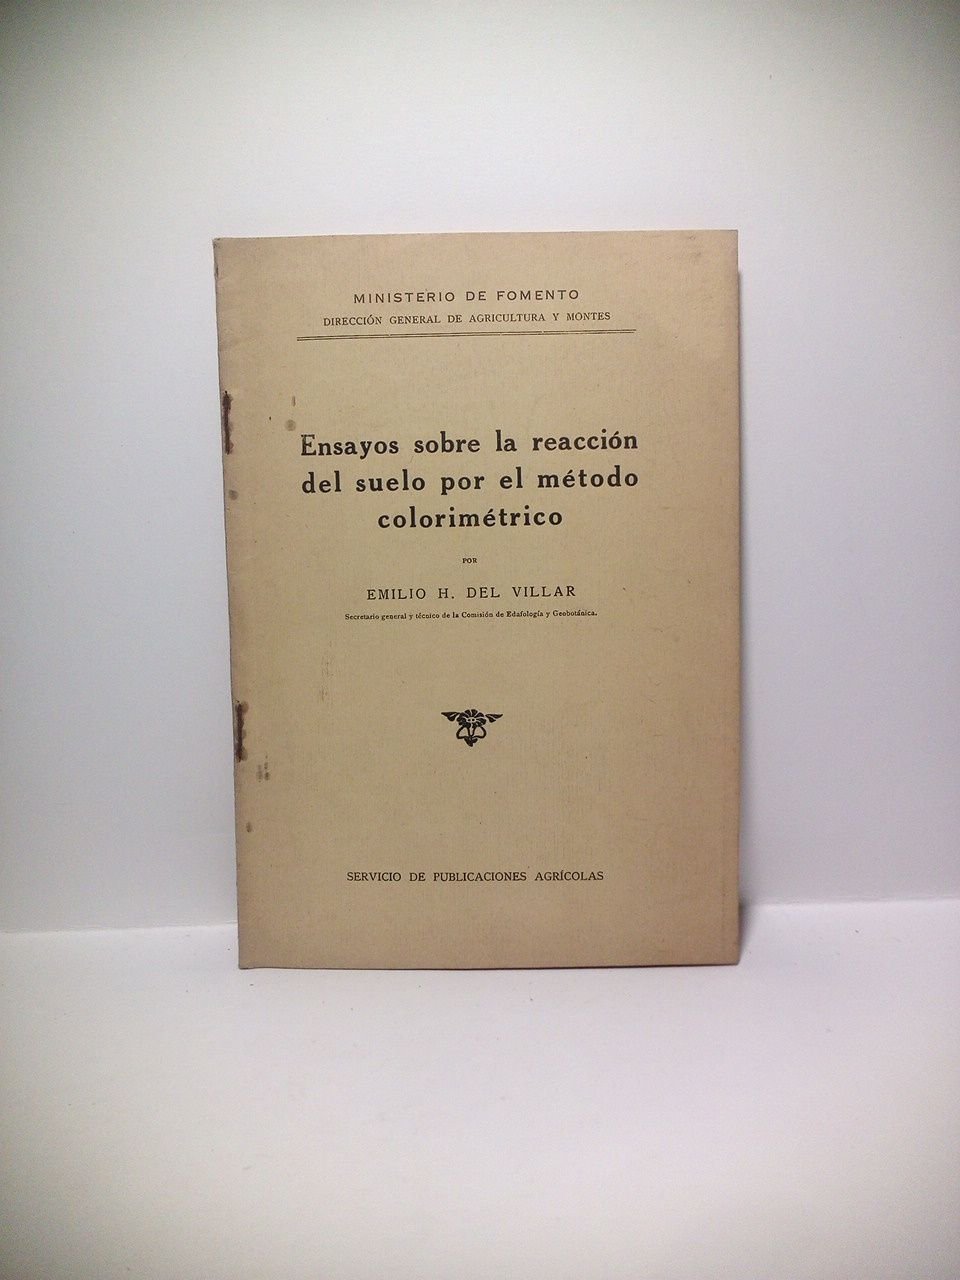 MINISTERIO DE FOMENTO
DIRECCIÓN GENERAL DE AGRICULTURA Y MONTES
Ensayos sobre la reacción
del suelo por el método
colorimétrico
POR
EMILIO H. DEL VILLAR
Secretario general y técnico de la Comisión de Edafología y Geobotánica.
SERVICIO DE PUBLICACIONES AGRÍCOLAS